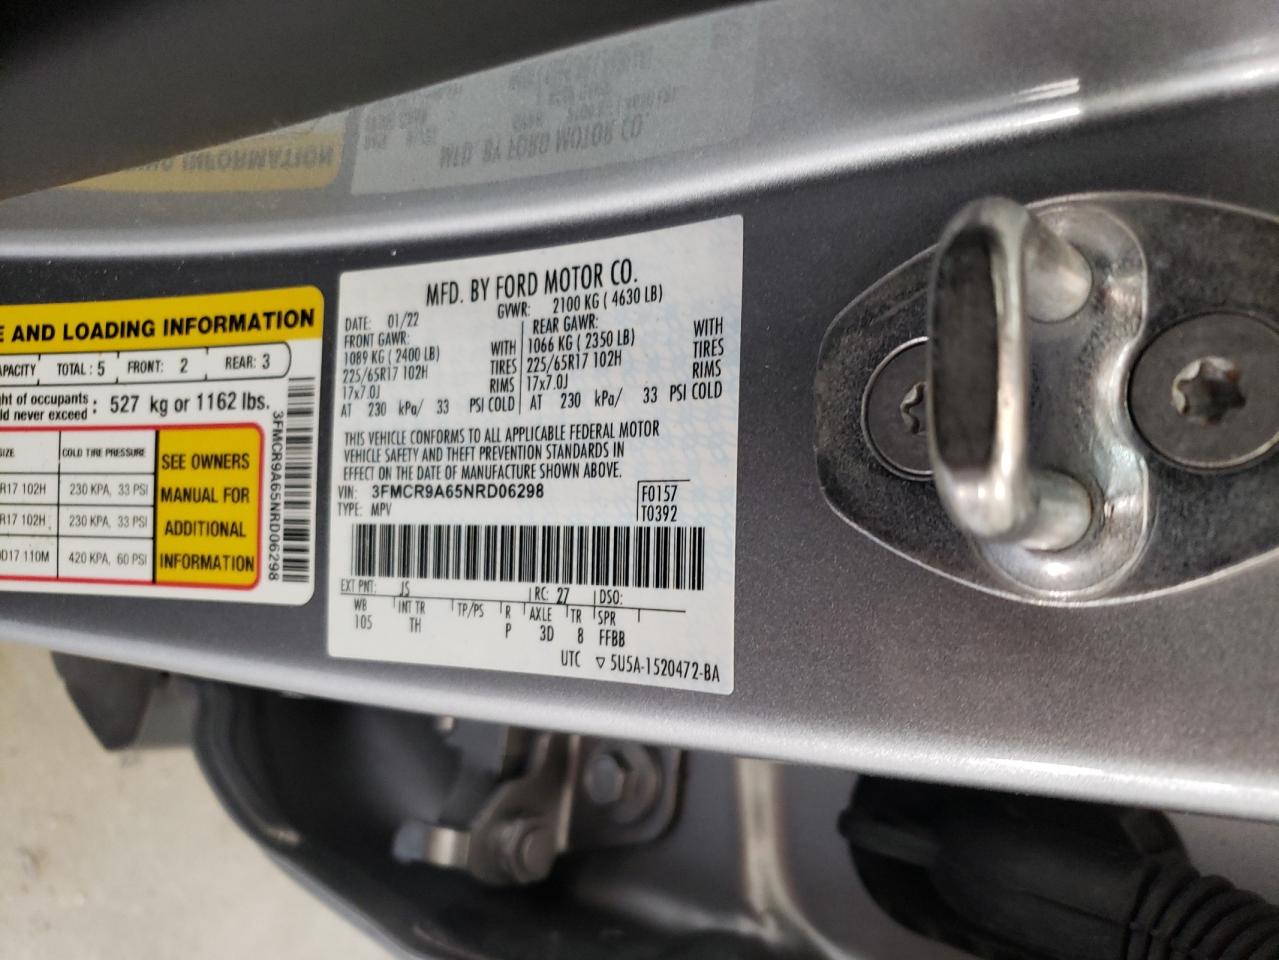 E AND LOADING INFORMATION
APACITY TOTAL: 5 FRONT: 2 REAR: 3
ght of occupants
ld never exceed : 527 kg or 1162 lbs.
IZE COLD TIRE PRESSURE
R17 102H 230 KPA, 33 PSI
R17 102H 230 KPA, 33 PSI
D17 110M 420 KPA, 60 PSI
SEE OWNERS
MANUAL FOR
ADDITIONAL
INFORMATION
3FMCR9A65NRD06298
MFD. BY FORD MOTOR CO.
DATE: 01/22 GVWR: 2100 KG ( 4630 LB)
FRONT GAWR: REAR GAWR:
1089 KG ( 2400 LB) WITH 1066 KG ( 2350 LB) WITH
225/65R17 102H TIRES 225/65R17 102H TIRES
17x7.0J RIMS 17x7.0J RIMS
AT 230 kPa/ 33 PSI COLD AT 230 kPa/ 33 PSI COLD
THIS VEHICLE CONFORMS TO ALL APPLICABLE FEDERAL MOTOR
VEHICLE SAFETY AND THEFT PREVENTION STANDARDS IN
EFFECT ON THE DATE OF MANUFACTURE SHOWN ABOVE.
VIN: 3FMCR9A65NRD06298 F0157
TYPE: MPV T0392
EXT PNT: JS RC: 27 DSO:
WB INT TR TP/PS R AXLE TR SPR
105 TH P 3D 8 FFBB
UTC ▽ 5U5A-1520472-BA